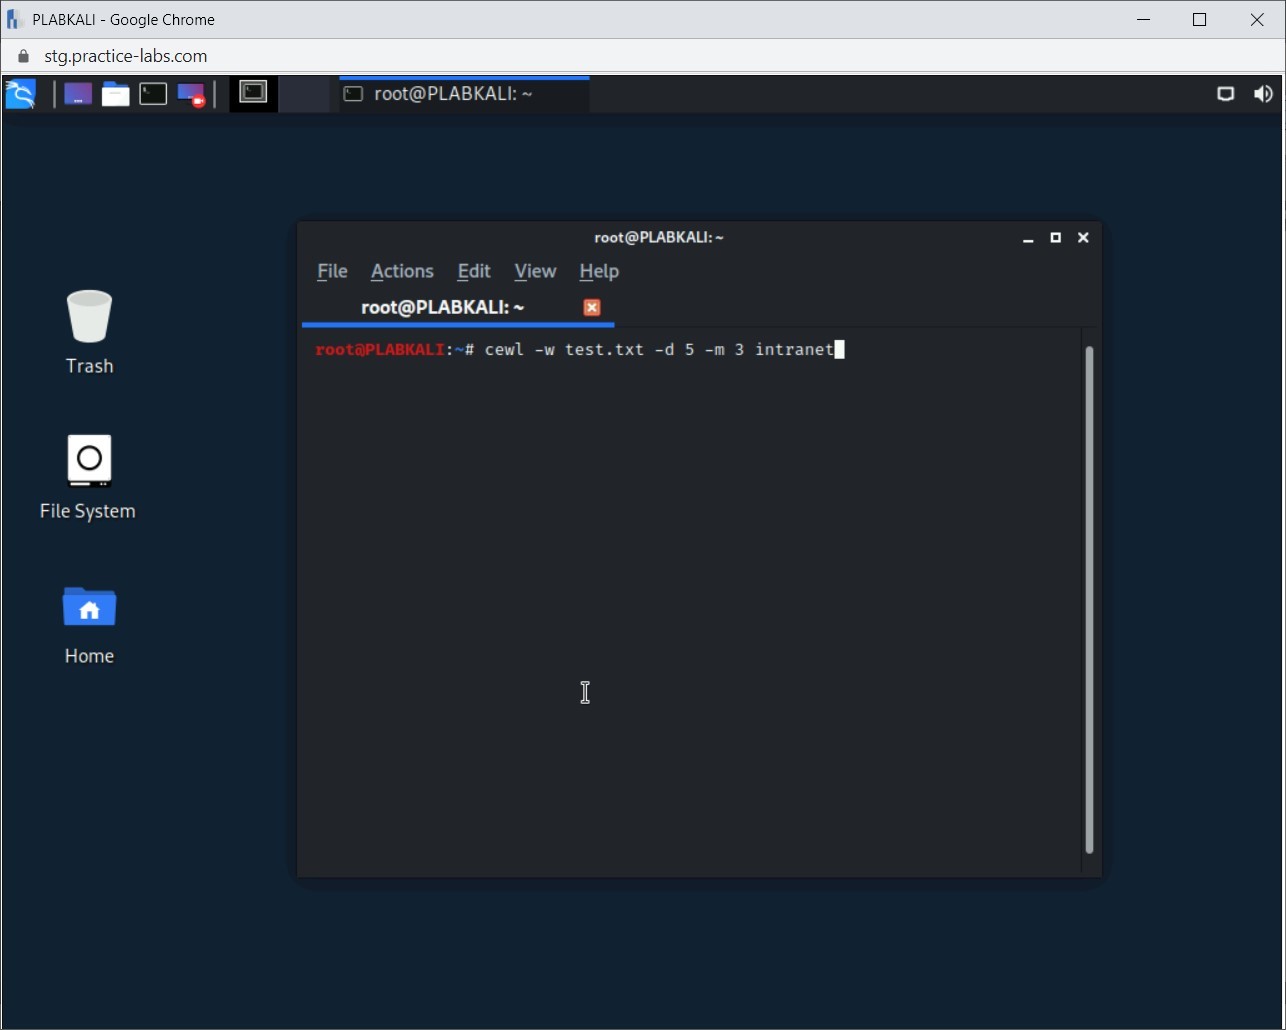 PLABKALI - Google Chrome
stg.practice-labs.com
root@PLABKALI: ~
root@PLABKALI: ~
File Actions Edit View Help
root@PLABKALI: ~
root@PLABKALI:~# cewl -w test.txt -d 5 -m 3 intranet
Trash
File System
Home